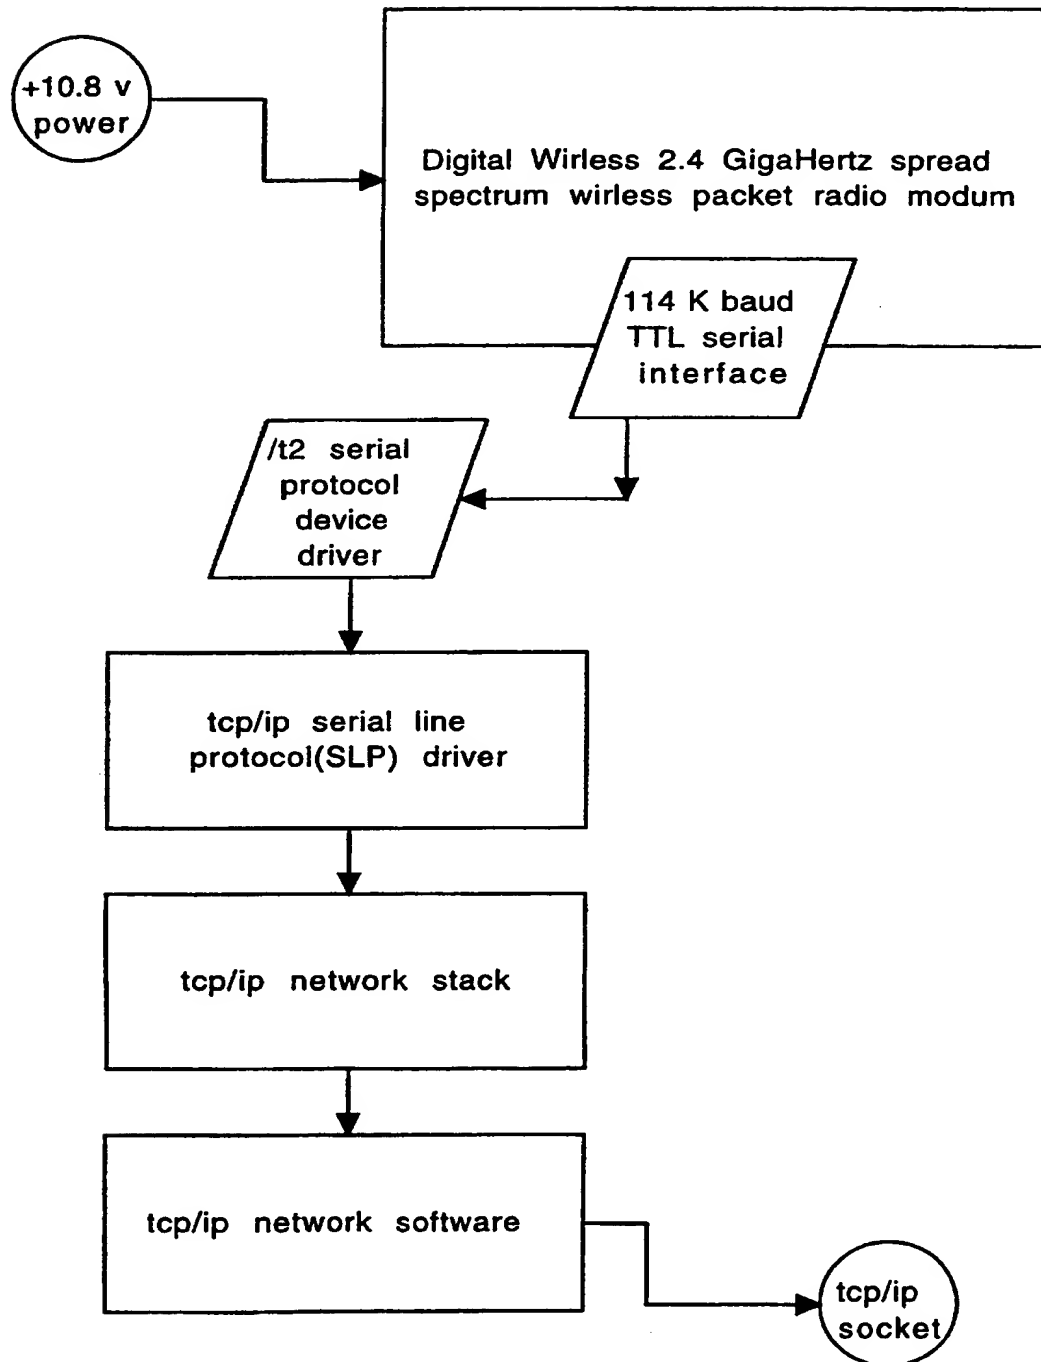 +10.8 v
power
Digital Wirless 2.4 GigaHertz spread
spectrum wirless packet radio modum
114 K baud
TTL serial
interface
/t2 serial
protocol
device
driver
tcp/ip serial line
protocol(SLP) driver
tcp/ip network stack
tcp/ip network software
tcp/ip
socket